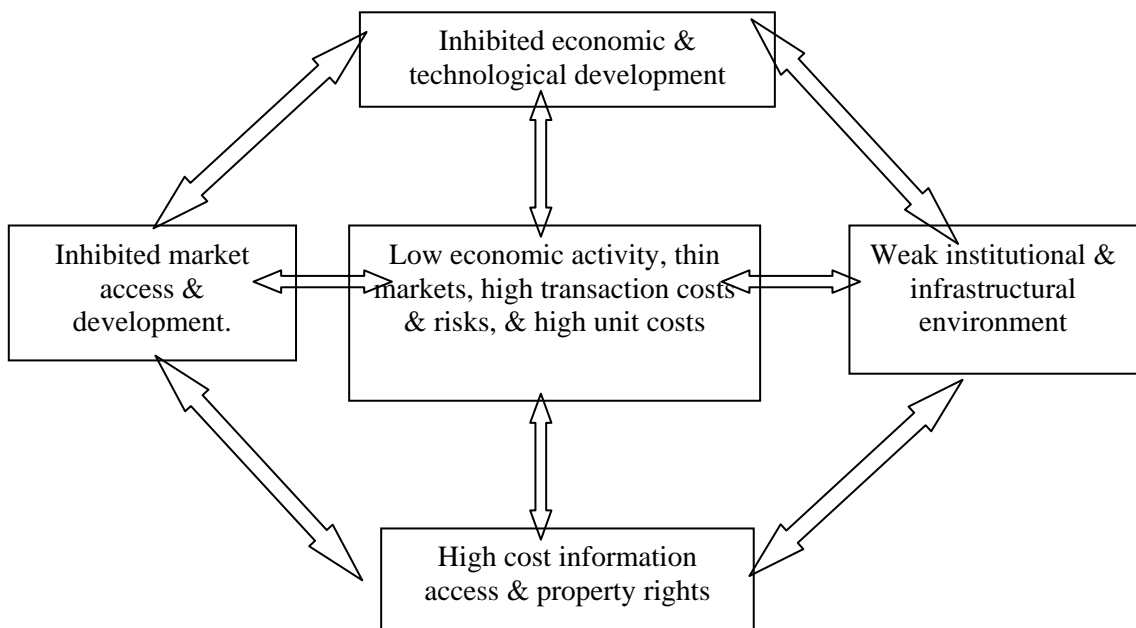 Inhibited economic &
technological development
Inhibited market
access &
development.
Low economic activity, thin
markets, high transaction costs
& risks, & high unit costs
Weak institutional &
infrastructural
environment
High cost information
access & property rights